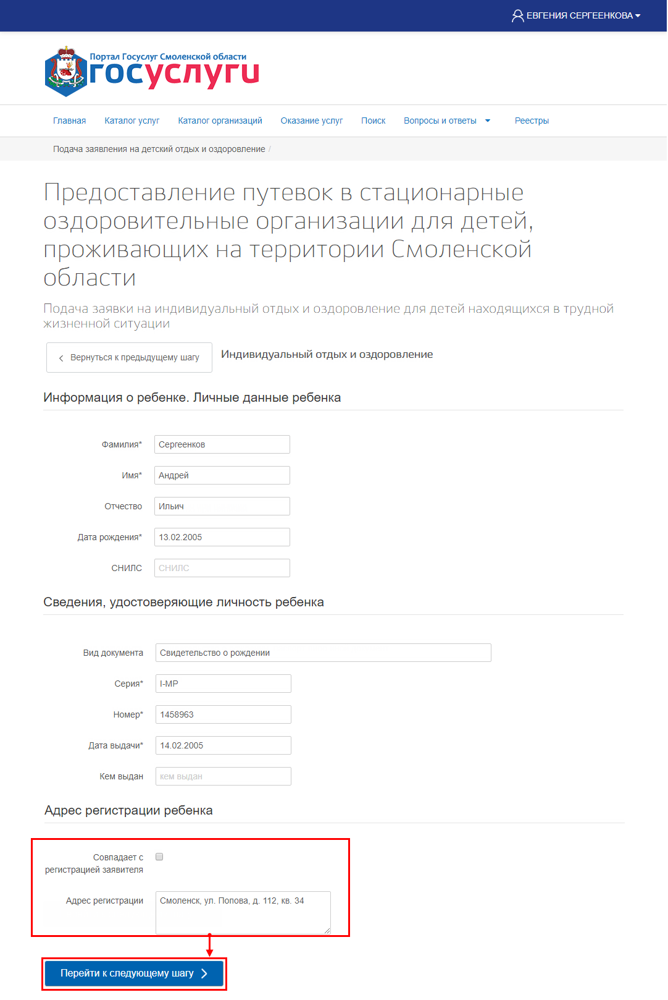 ЕВГЕНИЯ СЕРГЕЕНКОВА
Портал Госуслуг Смоленской области
госуслуги
Главная Каталог услуг Каталог организаций Оказание услуг Поиск Вопросы и ответы Реестры
Подача заявления на детский отдых и оздоровление /
Предоставление путевок в стационарные
оздоровительные организации для детей,
проживающих на территории Смоленской
области
Подача заявки на индивидуальный отдых и оздоровление для детей находящихся в трудной
жизненной ситуации
Вернуться к предыдущему шагу Индивидуальный отдых и оздоровление
Информация о ребенке. Личные данные ребенка
Фамилия* Сергеенков
Имя* Андрей
Отчество Ильич
Дата рождения* 13.02.2005
СНИЛС СНИЛС
Сведения, удостоверяющие личность ребенка
Вид документа Свидетельство о рождении
Серия* I-МР
Номер* 1458963
Дата выдачи* 14.02.2005
Кем выдан кем выдан
Адрес регистрации ребенка
Совпадает с
регистрацией заявителя
Адрес регистрации Смоленск, ул. Попова, д. 112, кв. 34
Перейти к следующему шагу